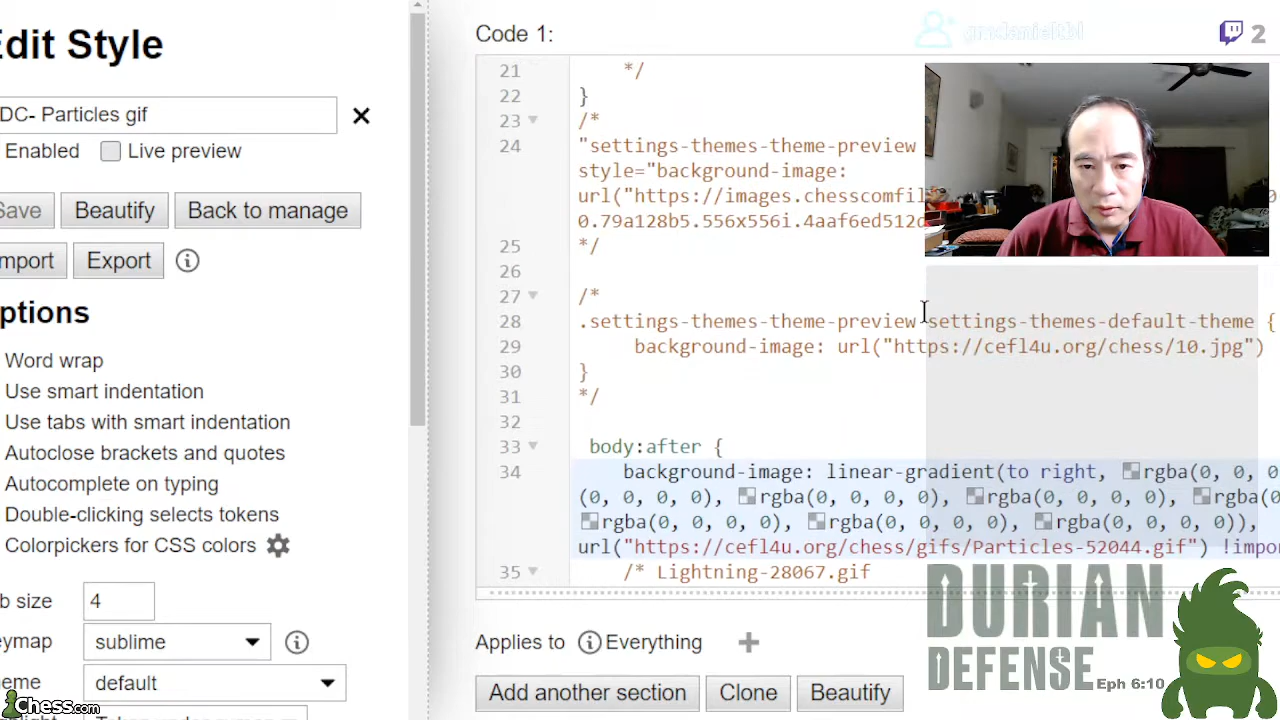 Edit Style
DC- Particles gif
Enabled
Live preview
Save
Beautify
Back to manage
Import
Export
Options
Word wrap
Use smart indentation
Use tabs with smart indentation
Autoclose brackets and quotes
Autocomplete on typing
Double-clicking selects tokens
Colorpickers for CSS colors
Tab size
4
Keymap
sublime
Theme
default
iChess.com
Code 1:
gmdanieltbl
2
21 */
22 }
23 /*
24 "settings-themes-theme-preview
style="background-image:
url("https://images.chesscomfil
0.79a128b5.556x556i.4aaf6ed512d
25 */
26
27 /*
28 .settings-themes-theme-preview settings-themes-default-theme {
29 background-image: url("https://cefl4u.org/chess/10.jpg")
30 }
31 */
32
33 body:after {
34 background-image: linear-gradient(to right, rgba(0, 0, 0
(0, 0, 0, 0), rgba(0, 0, 0, 0), rgba(0, 0, 0, 0), rgba(0
rgba(0, 0, 0, 0), rgba(0, 0, 0, 0), rgba(0, 0, 0, 0)),
url("https://cefl4u.org/chess/gifs/Particles-52044.gif") !impor
35 /* Lightning-28067.gif
Applies to Everything
Add another section
Clone
Beautify
DURIAN
DEFENSE
Eph 6:10